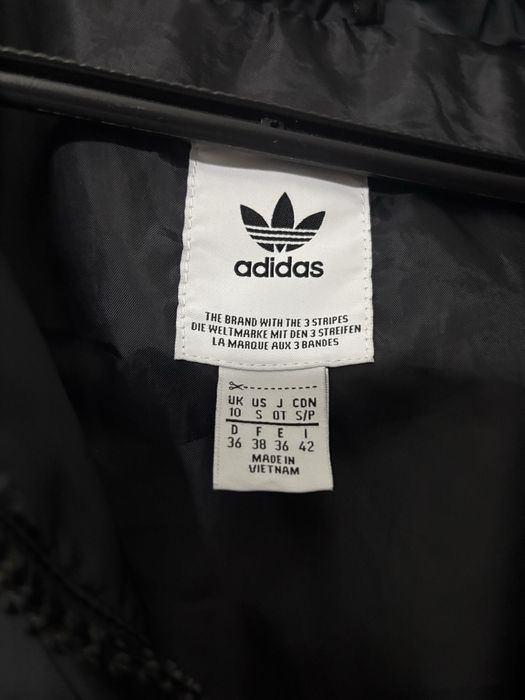 adidas
THE BRAND WITH THE 3 STRIPES
DIE WELTMARKE MIT DEN 3 STREIFEN
LA MARQUE AUX 3 BANDES
UK US J CDN
10 S OT S/P
D F E I
36 38 36 42
MADE IN
VIETNAM